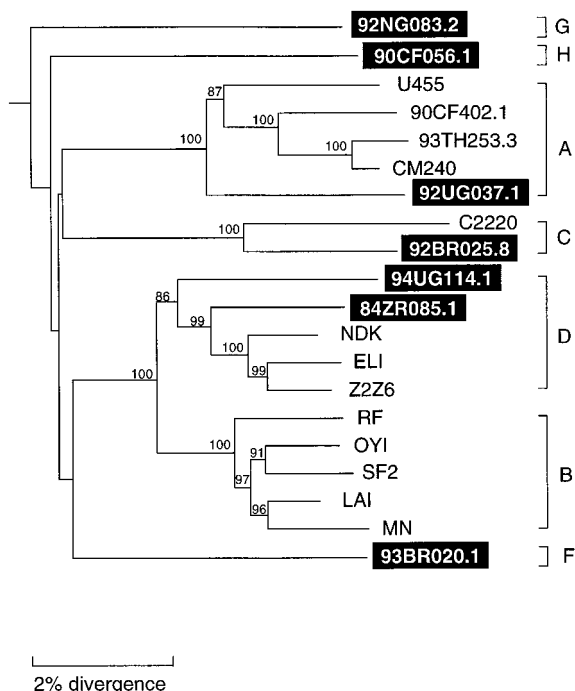 92NG083.2 G
90CF056.1 H
U455
87
90CF402.1
100
93TH253.3
100
100
A
CM240
92UG037.1
C2220
100
C
92BR025.8
94UG114.1
86
84ZR085.1
99
D
NDK
100
ELI
99
100
Z2Z6
RF
100
OYI
91
B
SF2
97
LAI
96
MN
93BR020.1 F
2% divergence